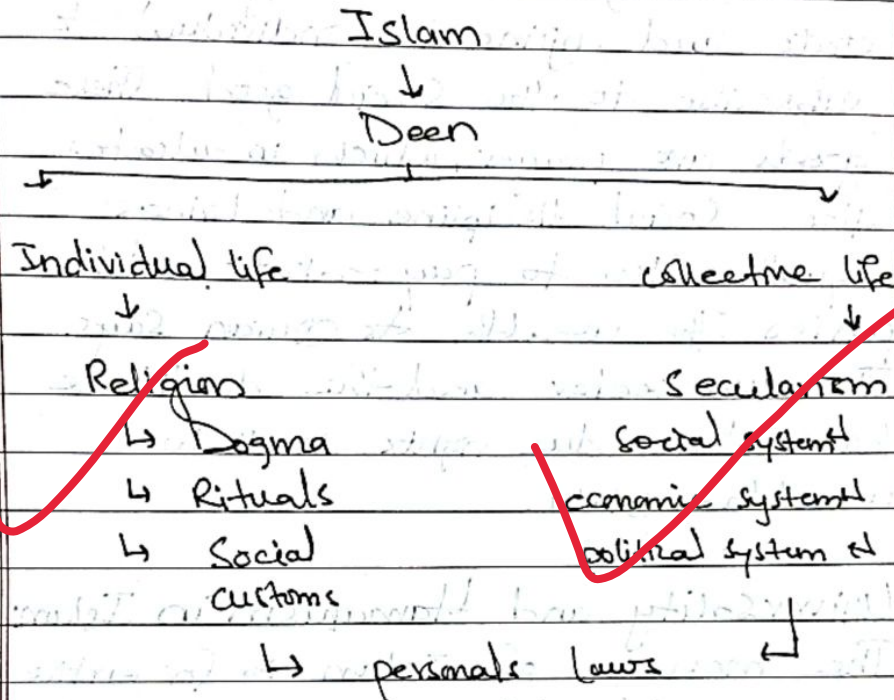 Islam
Deen
Individual life
collective life
Religion
Secularism
Dogma
Social system
Rituals
economic system
Social
political system
customs
personals laws